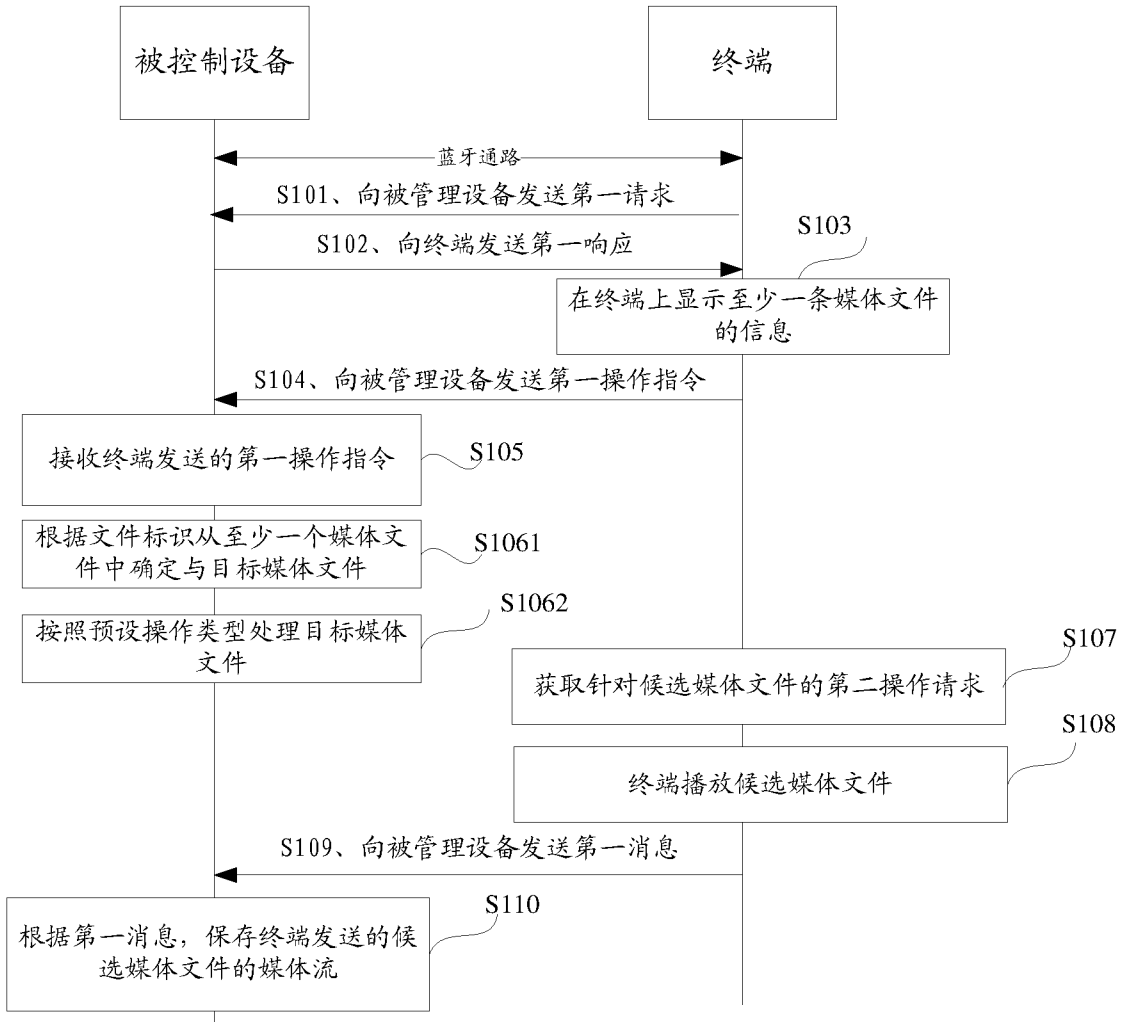 被控制设备
终端
蓝牙通路
S101、向被管理设备发送第一请求
S102、向终端发送第一响应
S103
在终端上显示至少一条媒体文件
的信息
S104、向被管理设备发送第一操作指令
接收终端发送的第一操作指令
S105
根据文件标识从至少一个媒体文
件中确定与目标媒体文件
S1061
按照预设操作类型处理目标媒体
文件
S1062
获取针对候选媒体文件的第二操作请求
S107
终端播放候选媒体文件
S108
S109、向被管理设备发送第一消息
根据第一消息，保存终端发送的候
选媒体文件的媒体流
S110